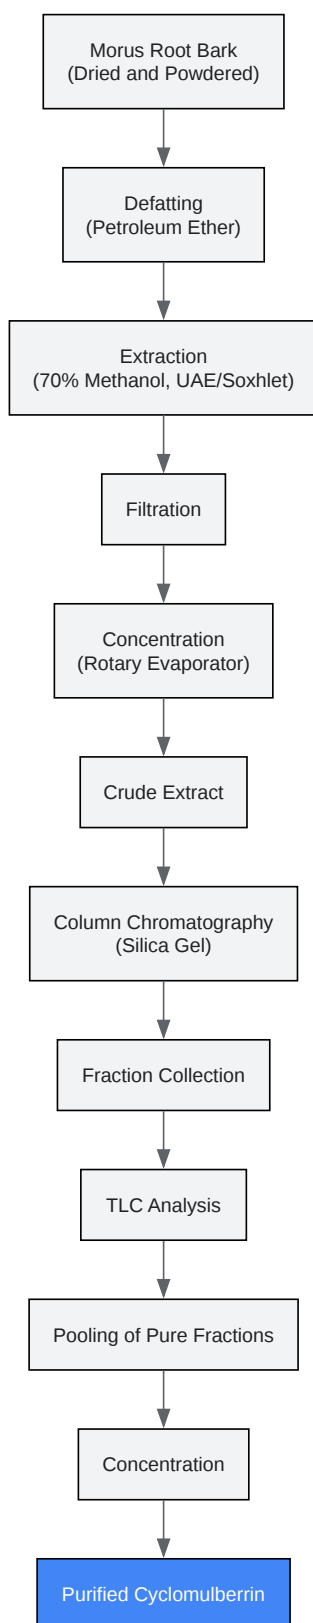 Morus Root Bark
(Dried and Powdered)
Defatting
(Petroleum Ether)
Extraction
(70% Methanol, UAE/Soxhlet)
Filtration
Concentration
(Rotary Evaporator)
Crude Extract
Column Chromatography
(Silica Gel)
Fraction Collection
TLC Analysis
Pooling of Pure Fractions
Concentration
Purified Cyclomulberrin